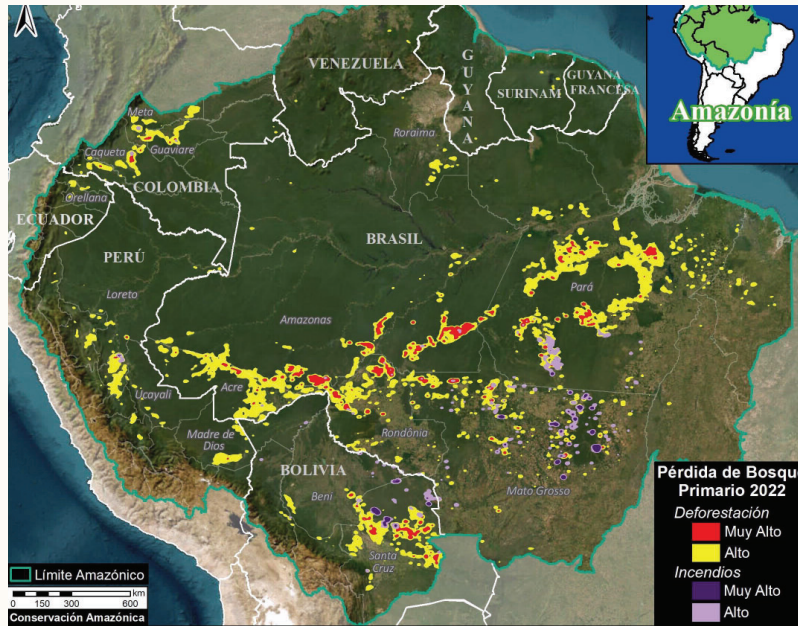 VENEZUELA
GUYANA
SURINAM
GUYANA
FRANCESA
Amazonía
Meta
Roraima
Caqueta
Guaviare
COLOMBIA
Orellana
ECUADOR
BRASIL
PERÚ
Loreto
Pará
Amazonas
Acre
Ucayali
Madre de
Dios
Rondônia
BOLIVIA
Beni
Mato Grosso
Santa
Cruz
Pérdida de Bosqu
Primario 2022
Deforestación
Muy Alto
Alto
Incendios
Muy Alto
Alto
Límite Amazónico
km
0 150 300 600
Conservación Amazónica